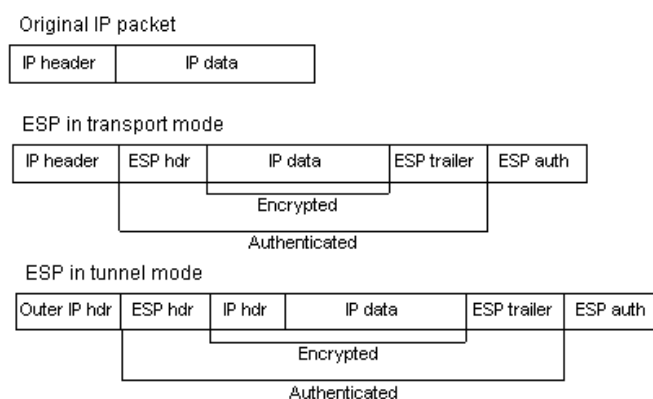 Original IP packet
IP header IP data
ESP in transport mode
IP header ESP hdr IP data ESP trailer ESP auth
Encrypted
Authenticated
ESP in tunnel mode
Outer IP hdr ESP hdr IP hdr IP data ESP trailer ESP auth
Encrypted
Authenticated